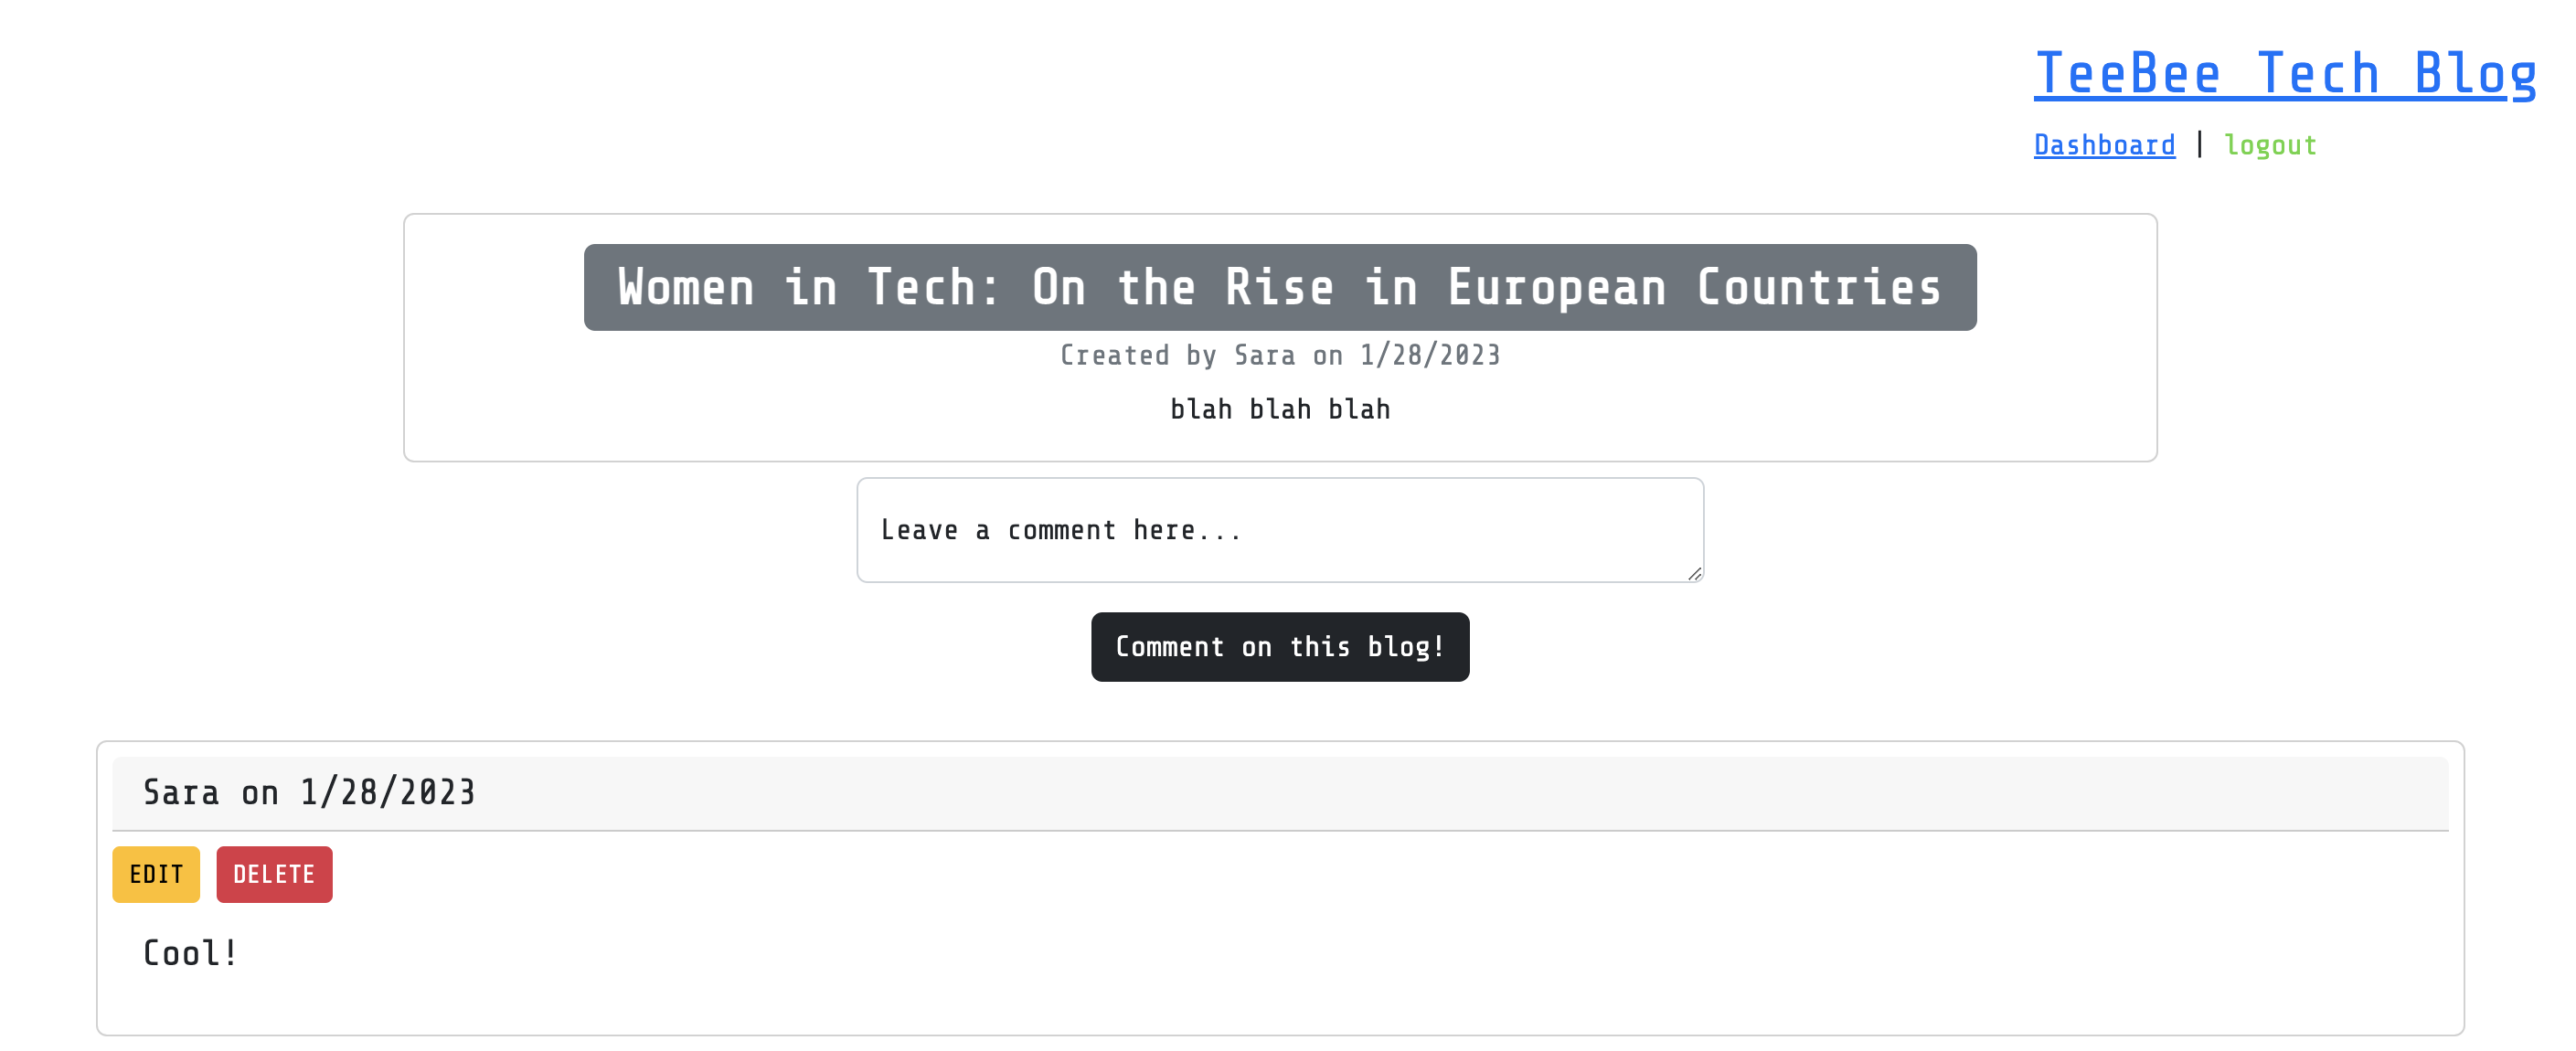 TeeBee Tech Blog
Dashboard | logout
Women in Tech: On the Rise in European Countries
Created by Sara on 1/28/2023
blah blah blah
Leave a comment here...
Comment on this blog!
Sara on 1/28/2023
EDIT DELETE
Cool!